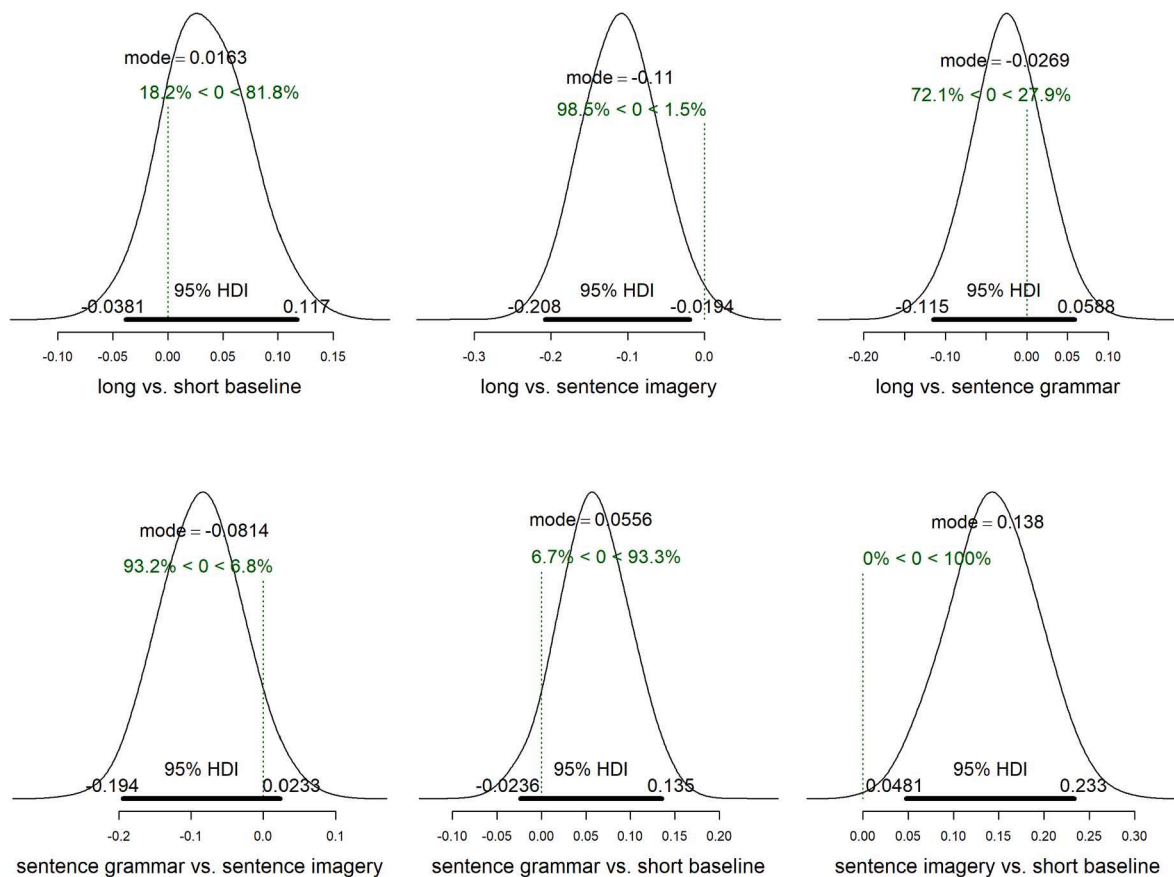 mode = 0.0163
18.2% < 0 < 81.8%
95% HDI
-0.0381 0.117
-0.10 0.00 0.05 0.10 0.15
long vs. short baseline
mode = -0.11
98.5% < 0 < 1.5%
95% HDI
-0.208 -0.0194
-0.3 -0.2 -0.1 0.0
long vs. sentence imagery
mode = -0.0269
72.1% < 0 < 27.9%
95% HDI
-0.115 0.0588
-0.20 -0.10 0.00 0.05 0.10
long vs. sentence grammar
mode = -0.0814
93.2% < 0 < 6.8%
95% HDI
-0.194 0.0233
-0.2 -0.1 0.0 0.1
sentence grammar vs. sentence imagery
mode = 0.0556
6.7% < 0 < 93.3%
95% HDI
-0.0236 0.135
-0.10 -0.05 0.00 0.05 0.10 0.15 0.20
sentence grammar vs. short baseline
mode = 0.138
0% < 0 < 100%
95% HDI
0.0481 0.233
0.00 0.05 0.10 0.15 0.20 0.25 0.30
sentence imagery vs. short baseline